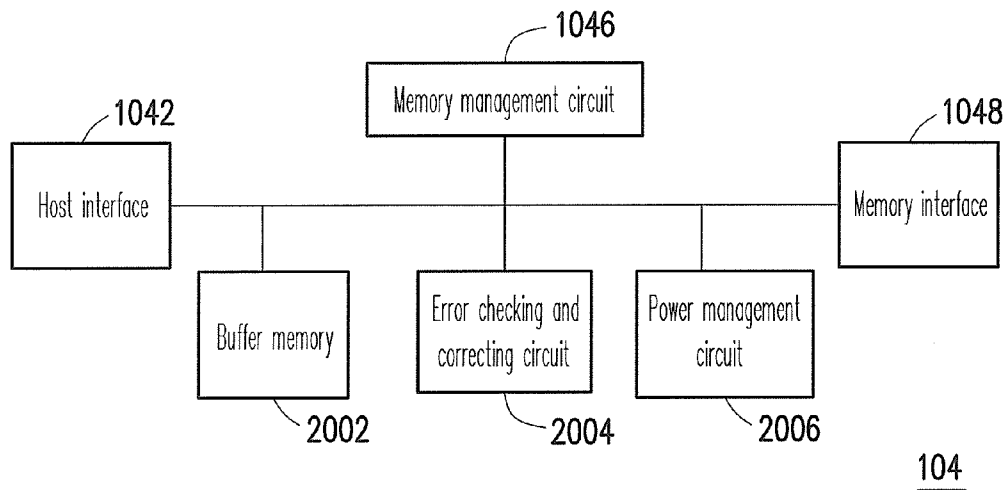 1046
Memory management circuit
1042
1048
Host interface
Memory interface
Buffer memory
Error checking and
correcting circuit
Power management
circuit
2002
2004
2006
104